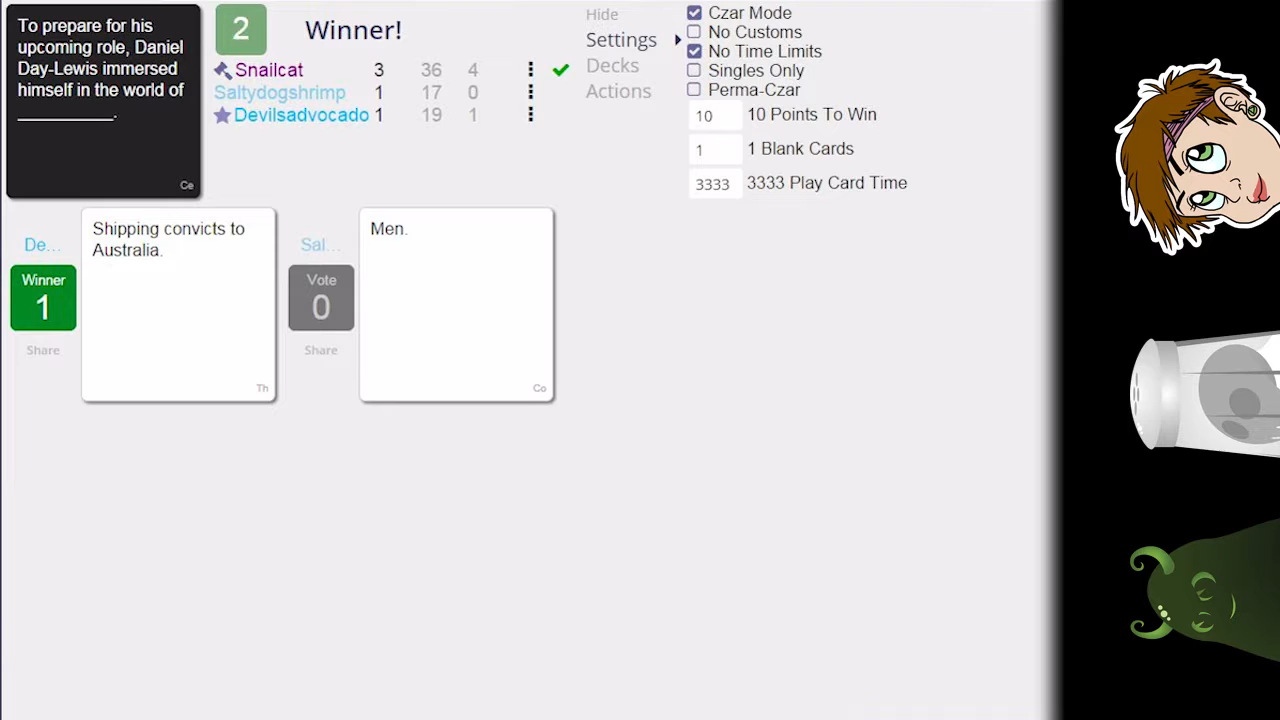 To prepare for his
upcoming role, Daniel
Day-Lewis immersed
himself in the world of
___________.
Ce
2
Winner!
Snailcat 3 36 4
Saltydogshrimp 1 17 0
Devilsadvocado 1 19 1
Hide
Settings
Decks
Actions
Czar Mode
No Customs
No Time Limits
Singles Only
Perma-Czar
10 10 Points To Win
1 1 Blank Cards
3333 3333 Play Card Time
De...
Winner
1
Share
Shipping convicts to
Australia.
Th
Sal...
Vote
0
Share
Men.
Co